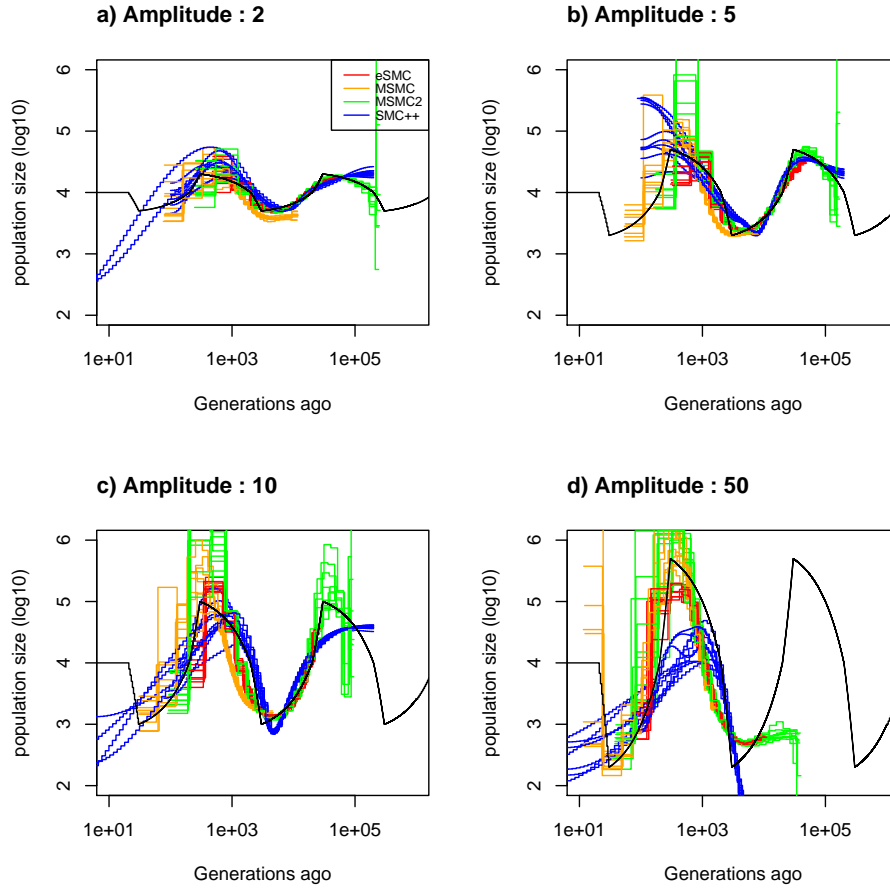 a) Amplitude : 2
population size (log10)
6
5
4
3
2
eSMC
MSMC
MSMC2
SMC++
1e+01 1e+03 1e+05
Generations ago
b) Amplitude : 5
population size (log10)
6
5
4
3
2
1e+01 1e+03 1e+05
Generations ago
c) Amplitude : 10
population size (log10)
6
5
4
3
2
1e+01 1e+03 1e+05
Generations ago
d) Amplitude : 50
population size (log10)
6
5
4
3
2
1e+01 1e+03 1e+05
Generations ago